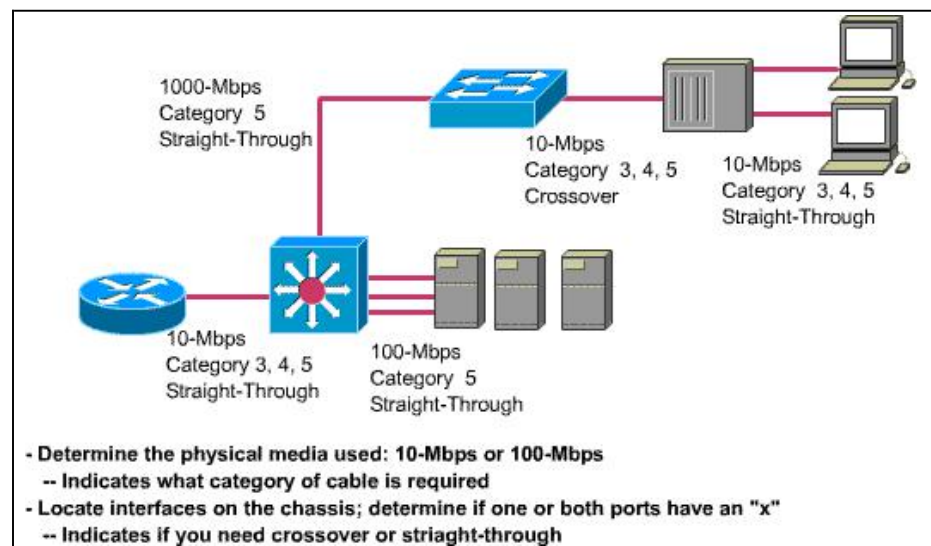 1000-Mbps
Category 5
Straight-Through
10-Mbps
Category 3, 4, 5
Crossover
10-Mbps
Category 3, 4, 5
Straight-Through
10-Mbps
Category 3, 4, 5
Straight-Through
100-Mbps
Category 5
Straight-Through
- Determine the physical media used: 10-Mbps or 100-Mbps
-- Indicates what category of cable is required
- Locate interfaces on the chassis; determine if one or both ports have an "x"
-- Indicates if you need crossover or striaght-through